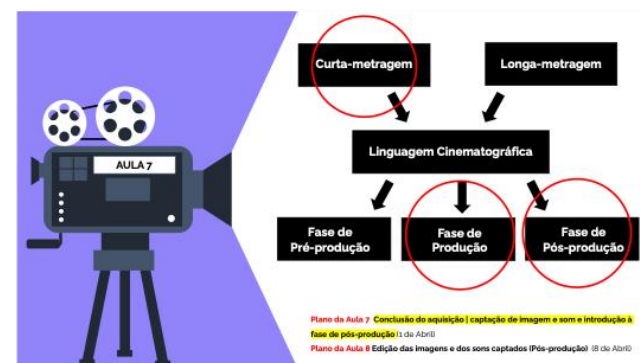 AULA 7
Curta-metragem
Longa-metragem
Linguagem Cinematográfica
Fase de
Pré-produção
Fase de
Produção
Fase de
Pós-produção
Plano da Aula 7 Conclusão do aquisição | captação de imagem e som e introdução à
fase de pós-produção (1 de Abril)
Plano da Aula 8 Edição das imagens e dos sons captados (Pós-produção) (8 de Abril)